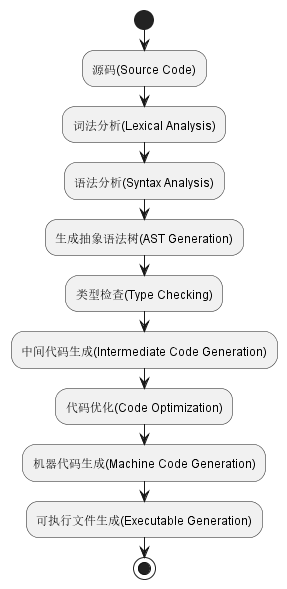 源码(Source Code)
词法分析(Lexical Analysis)
语法分析(Syntax Analysis)
生成抽象语法树(AST Generation)
类型检查(Type Checking)
中间代码生成(Intermediate Code Generation)
代码优化(Code Optimization)
机器代码生成(Machine Code Generation)
可执行文件生成(Executable Generation)